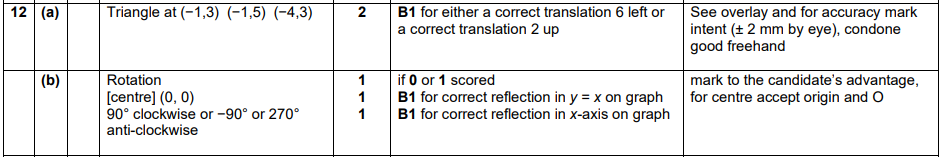 12 (a) Triangle at (−1,3) (−1,5) (−4,3) 2 B1 for either a correct translation 6 left or See overlay and for accuracy mark
a correct translation 2 up intent (± 2 mm by eye), condone
good freehand
(b) Rotation 1 if 0 or 1 scored mark to the candidate's advantage,
[centre] (0, 0) 1 B1 for correct reflection in y = x on graph for centre accept origin and O
90° clockwise or −90° or 270° 1 B1 for correct reflection in x-axis on graph
anti-clockwise